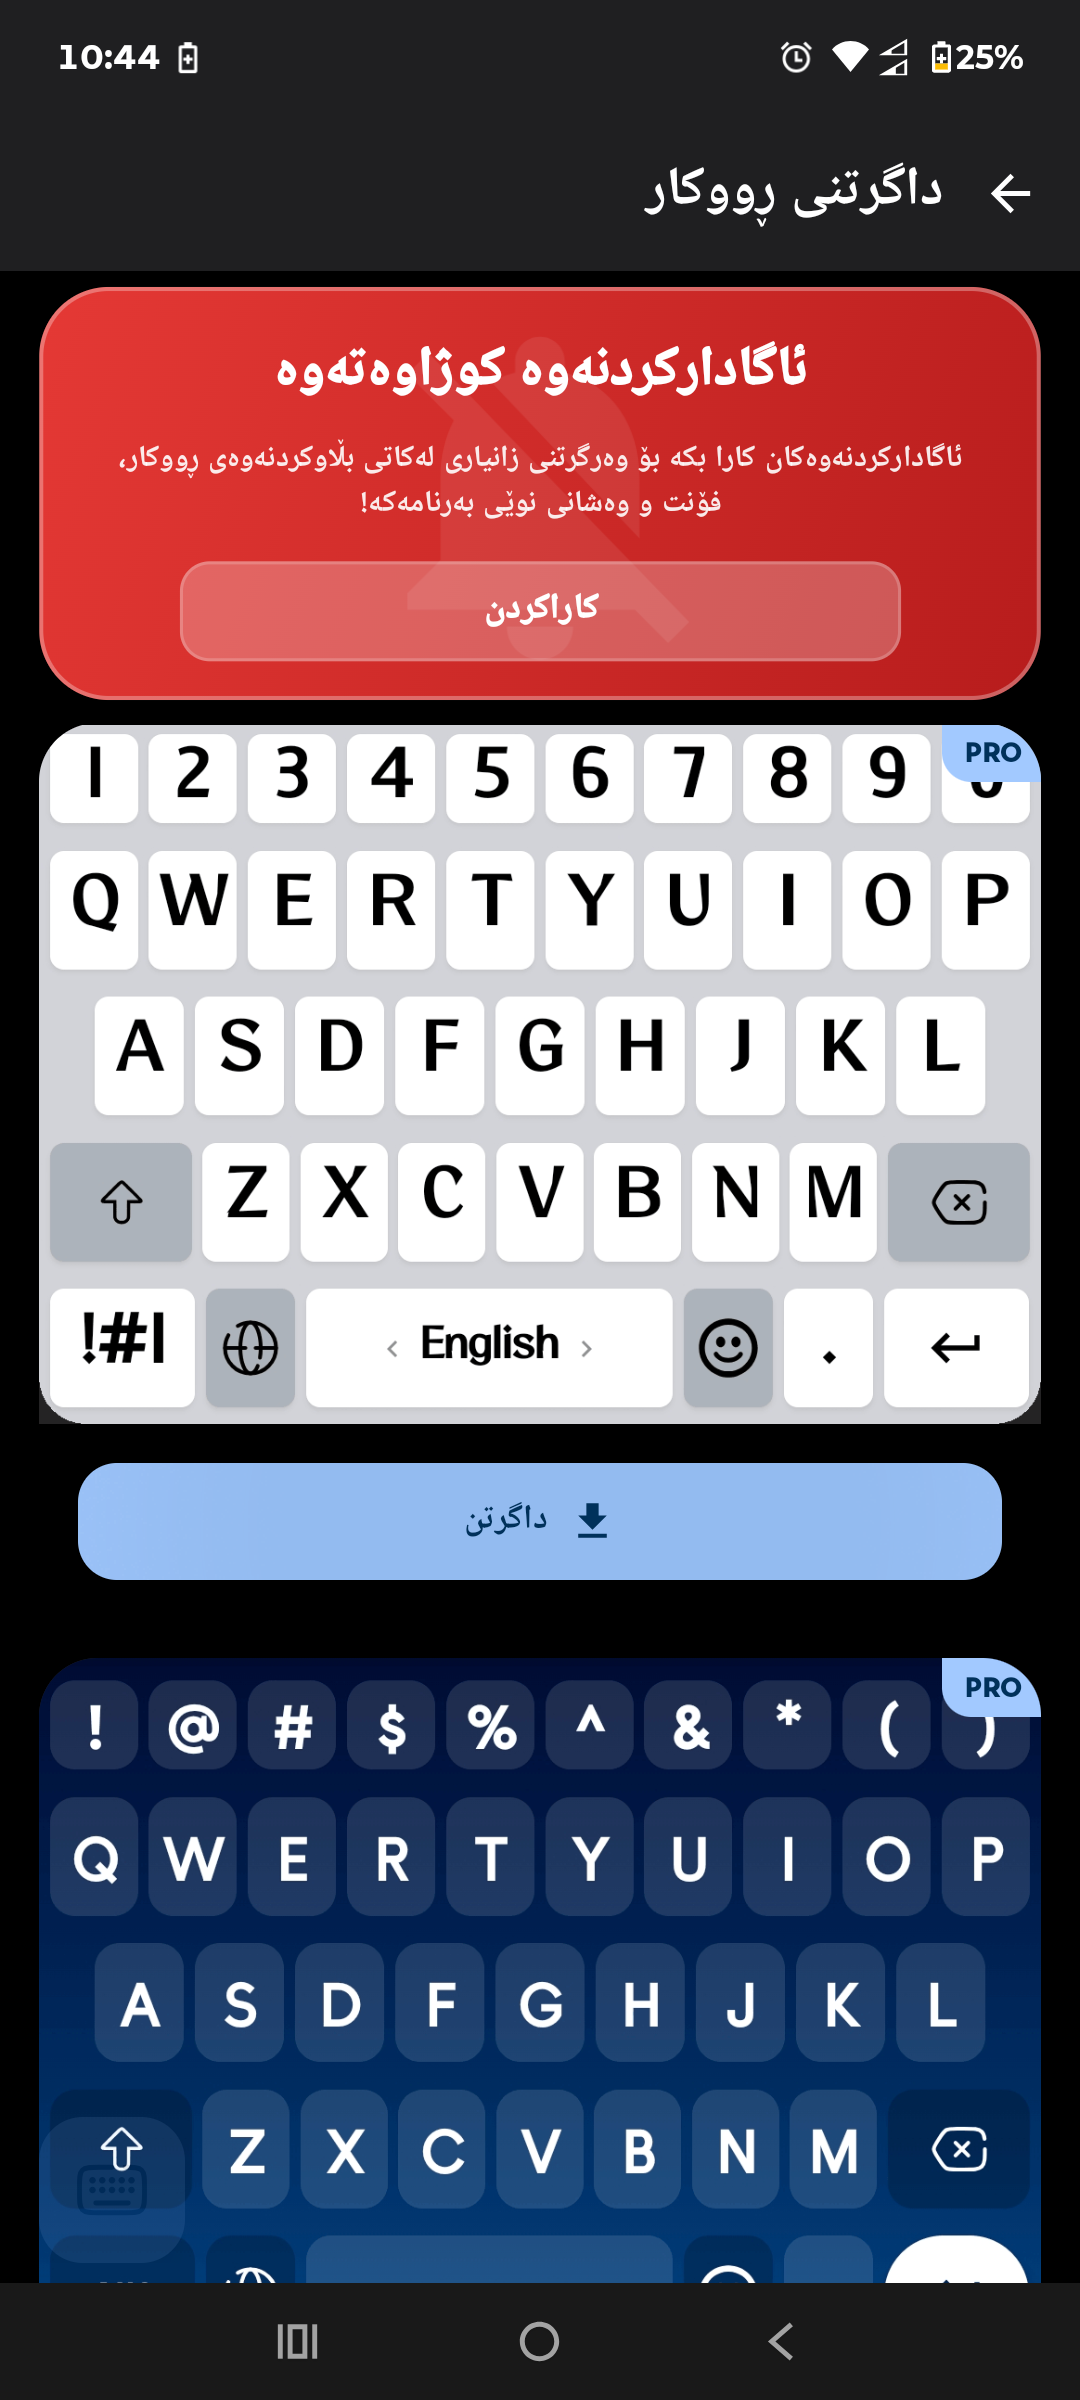 10:44
25%
داگرتنی ڕووکار
ئاگادارکردنەوە کوژاوەتەوە
ئاگادارکردنەوەکان کارا بکە بۆ وەرگرتنی زانیاری لەکاتی بڵاوکردنەوەی ڕووکار،
فۆنت و وەشانی نوێی بەرنامەکە!
کاراکردن
PRO
1 2 3 4 5 6 7 8 9 0
Q W E R T Y U I O P
A S D F G H J K L
Z X C V B N M
!#1 ‹ English › .
داگرتن
PRO
! @ # $ % ^ & * ( )
Q W E R T Y U I O P
A S D F G H J K L
Z X C V B N M